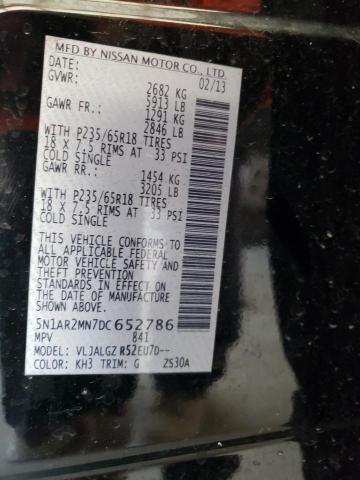 MFD BY NISSAN MOTOR CO., LTD.
DATE: 02/13
GVWR: 2682 KG
5913 LB
GAWR FR.: 1291 KG
2846 LB
WITH P235/65R18 TIRES
18 X 7.5 RIMS AT 33 PSI
COLD SINGLE
GAWR RR.: 1454 KG
3205 LB
WITH P235/65R18 TIRES
18 X 7.5 RIMS AT 33 PSI
COLD SINGLE
THIS VEHICLE CONFORMS TO
ALL APPLICABLE FEDERAL
MOTOR VEHICLE SAFETY AND
THEFT PREVENTION
STANDARDS IN EFFECT ON
THE DATE OF MANUFACTURE
SHOWN ABOVE.
5N1AR2MN7DC652786
MPV 841
MODEL: VLJALGZ R52EU7D--
COLOR: KH3 TRIM: G ZS30A